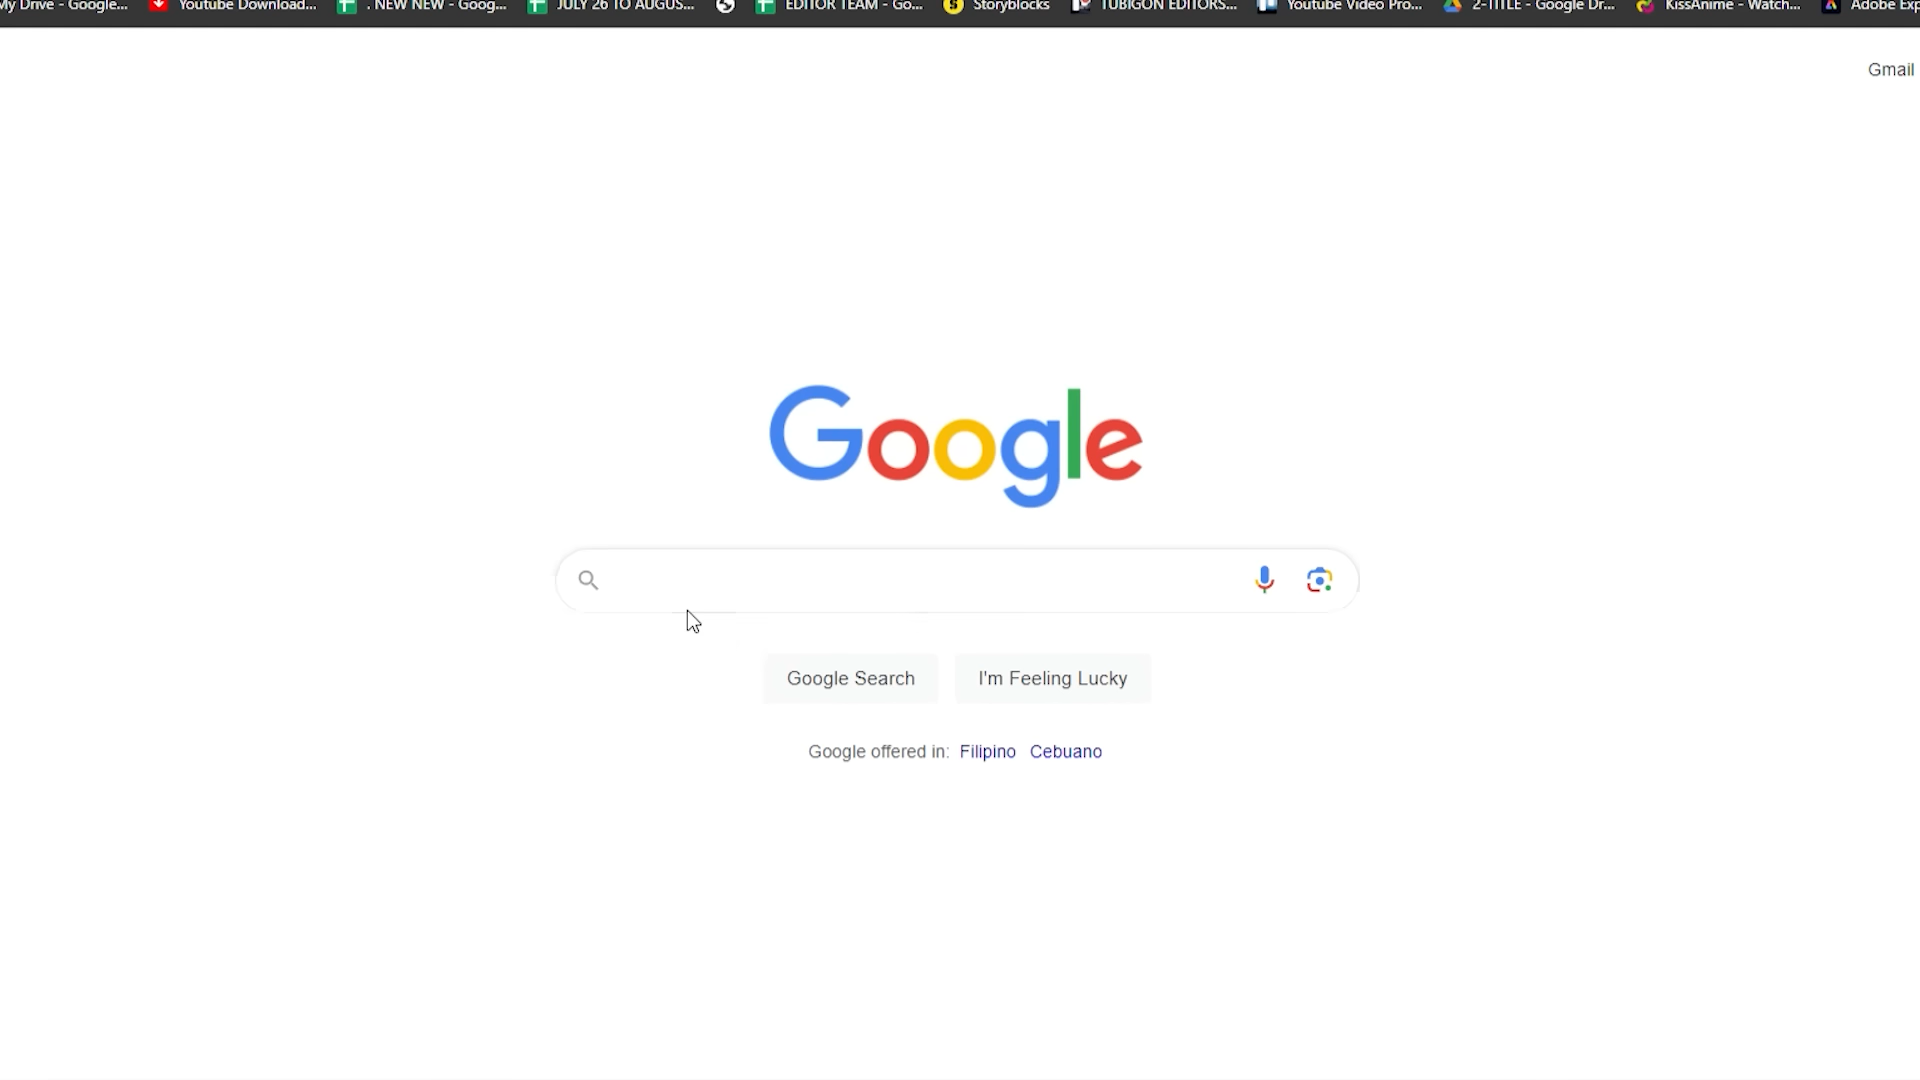 My Drive - Google... Youtube Download... . NEW NEW - Goog... JULY 26 TO AUGUS... EDITOR TEAM - Go... Storyblocks TUBIGON EDITORS... Youtube Video Pro... 2-TITLE - Google Dr... KissAnime - Watch... Adobe Exp
Gmail
Google
Google Search I'm Feeling Lucky
Google offered in: Filipino Cebuano